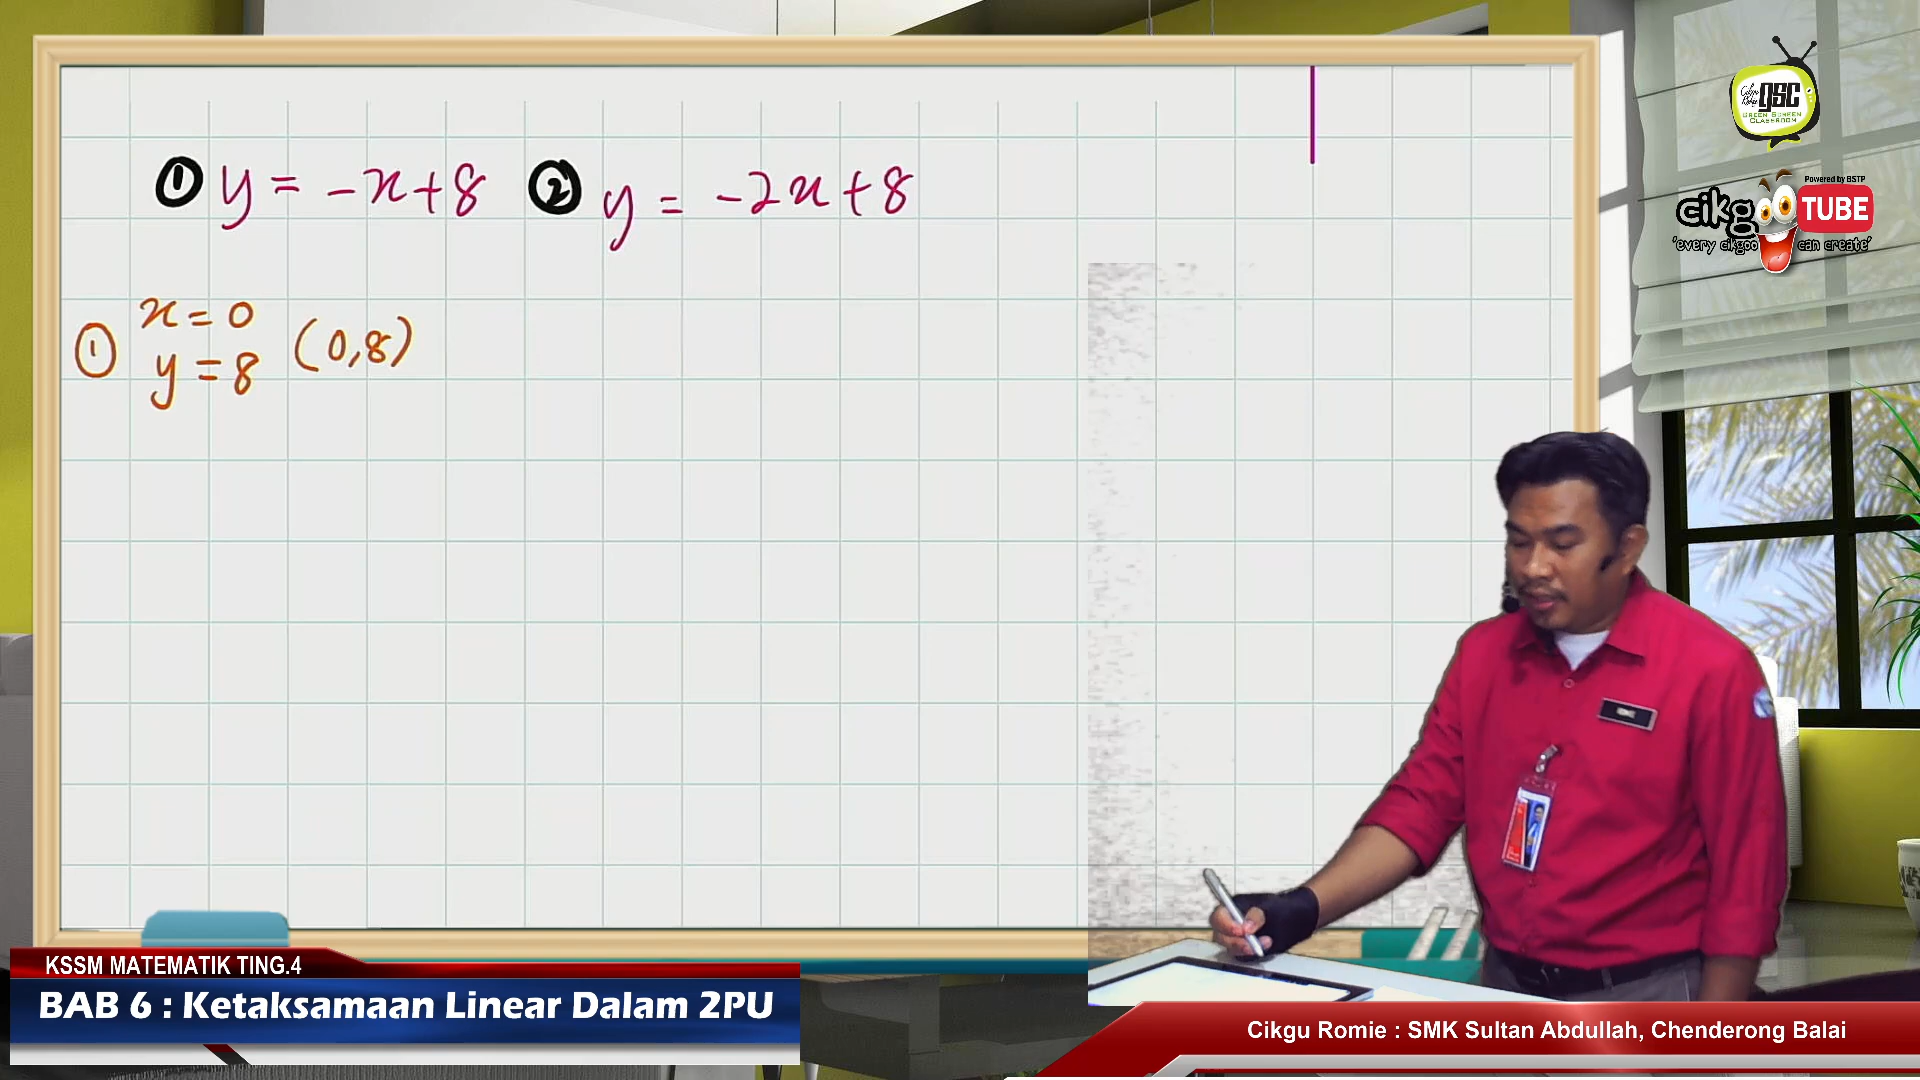 ① y = -x+8 ② y = -2x+8
① x = 0
y = 8 (0,8)
Cikgu Romie GSC
GREEN SCREEN
CLASSROOM
Powered by BSTP
cikgoo TUBE
'every cikgoo can create'
KSSM MATEMATIK TING.4
BAB 6 : Ketaksamaan Linear Dalam 2PU
Cikgu Romie : SMK Sultan Abdullah, Chenderong Balai